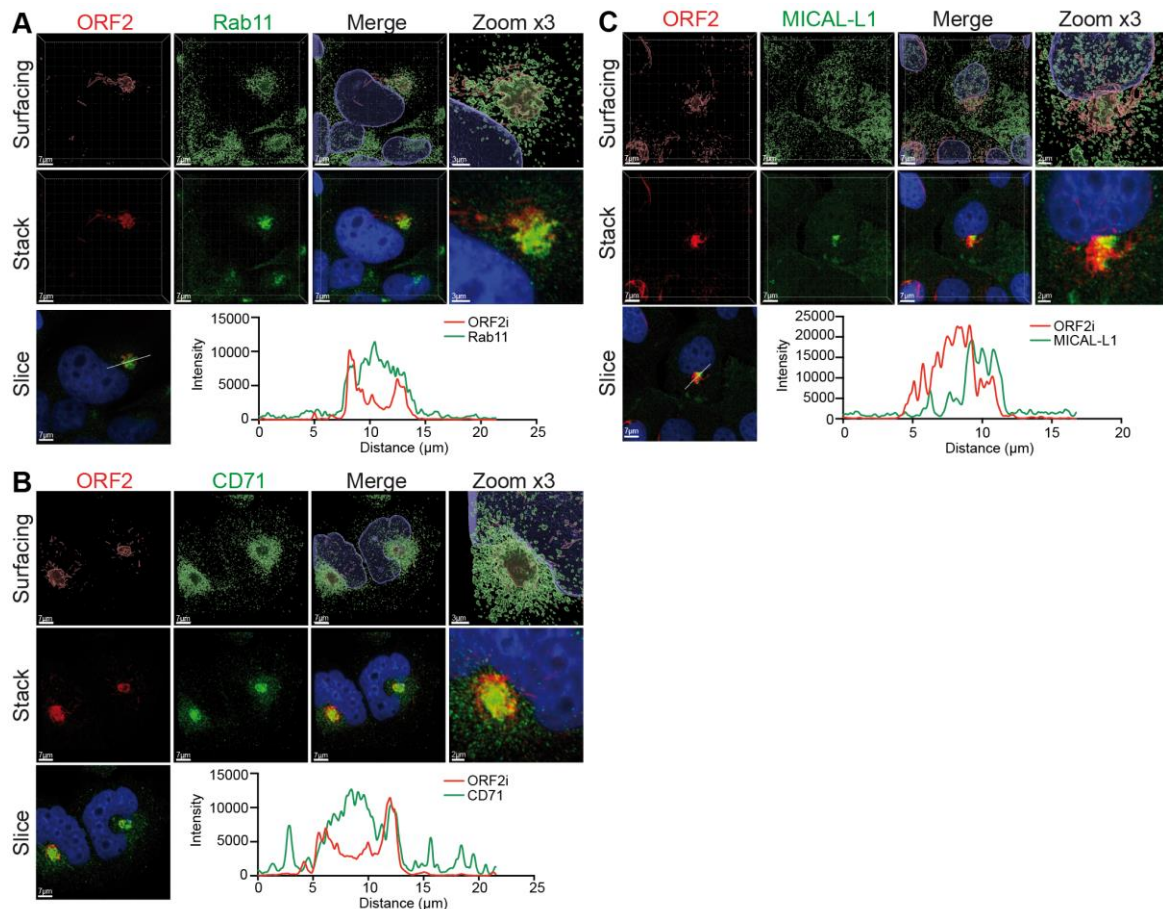 A
ORF2 Rab11 Merge Zoom x3
Surfacing
7µm 7µm 7µm 3µm
Stack
7µm 7µm 7µm 3µm
Slice
7µm
15000
10000
5000
0
Intensity
ORF2i
Rab11
0 5 10 15 20 25
Distance (µm)
B
ORF2 CD71 Merge Zoom x3
Surfacing
7µm 7µm 7µm 3µm
Stack
7µm 7µm 7µm 2µm
Slice
7µm
15000
10000
5000
0
Intensity
ORF2i
CD71
0 5 10 15 20 25
Distance (µm)
C
ORF2 MICAL-L1 Merge Zoom x3
Surfacing
7µm 7µm 7µm 2µm
Stack
7µm 7µm 7µm 2µm
Slice
7µm
25000
20000
15000
10000
5000
0
Intensity
ORF2i
MICAL-L1
0 5 10 15 20
Distance (µm)